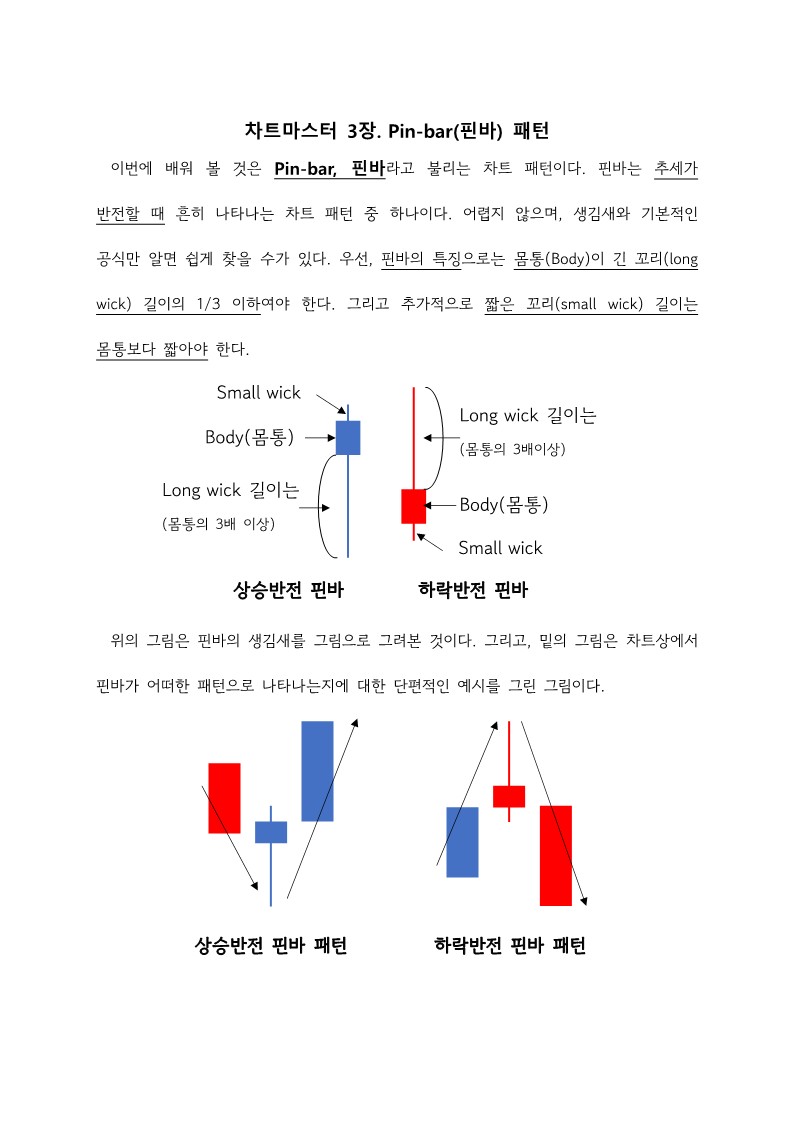 차트마스터 3장. Pin-bar(핀바) 패턴
이번에 배워 볼 것은 Pin-bar, 핀바라고 불리는 차트 패턴이다. 핀바는 추세가
반전할 때 흔히 나타나는 차트 패턴 중 하나이다. 어렵지 않으며, 생김새와 기본적인
공식만 알면 쉽게 찾을 수가 있다. 우선, 핀바의 특징으로는 몸통(Body)이 긴 꼬리(long
wick) 길이의 1/3 이하여야 한다. 그리고 추가적으로 짧은 꼬리(small wick) 길이는
몸통보다 짧아야 한다.
Small wick
Body(몸통)
Long wick 길이는
(몸통의 3배 이상)
Long wick 길이는
(몸통의 3배이상)
Body(몸통)
Small wick
상승반전 핀바
하락반전 핀바
위의 그림은 핀바의 생김새를 그림으로 그려본 것이다. 그리고, 밑의 그림은 차트상에서
핀바가 어떠한 패턴으로 나타나는지에 대한 단편적인 예시를 그린 그림이다.
상승반전 핀바 패턴
하락반전 핀바 패턴